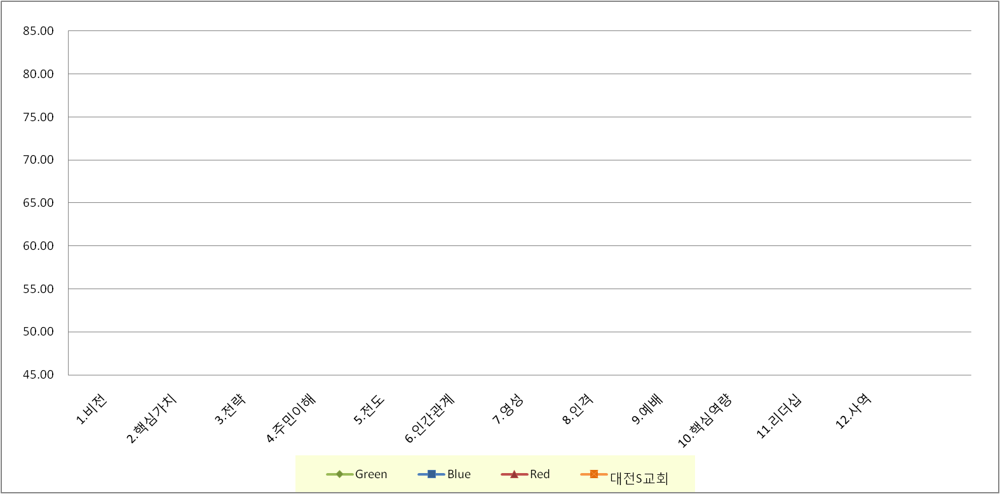 85.00
80.00
75.00
70.00
65.00
60.00
55.00
50.00
45.00
1.비전
2.핵심가치
3.전략
4.주민이해
5.전도
6.인간관계
7.영성
8.인격
9.예배
10.핵심역량
11.리더십
12.사역
Green Blue Red 대전S교회